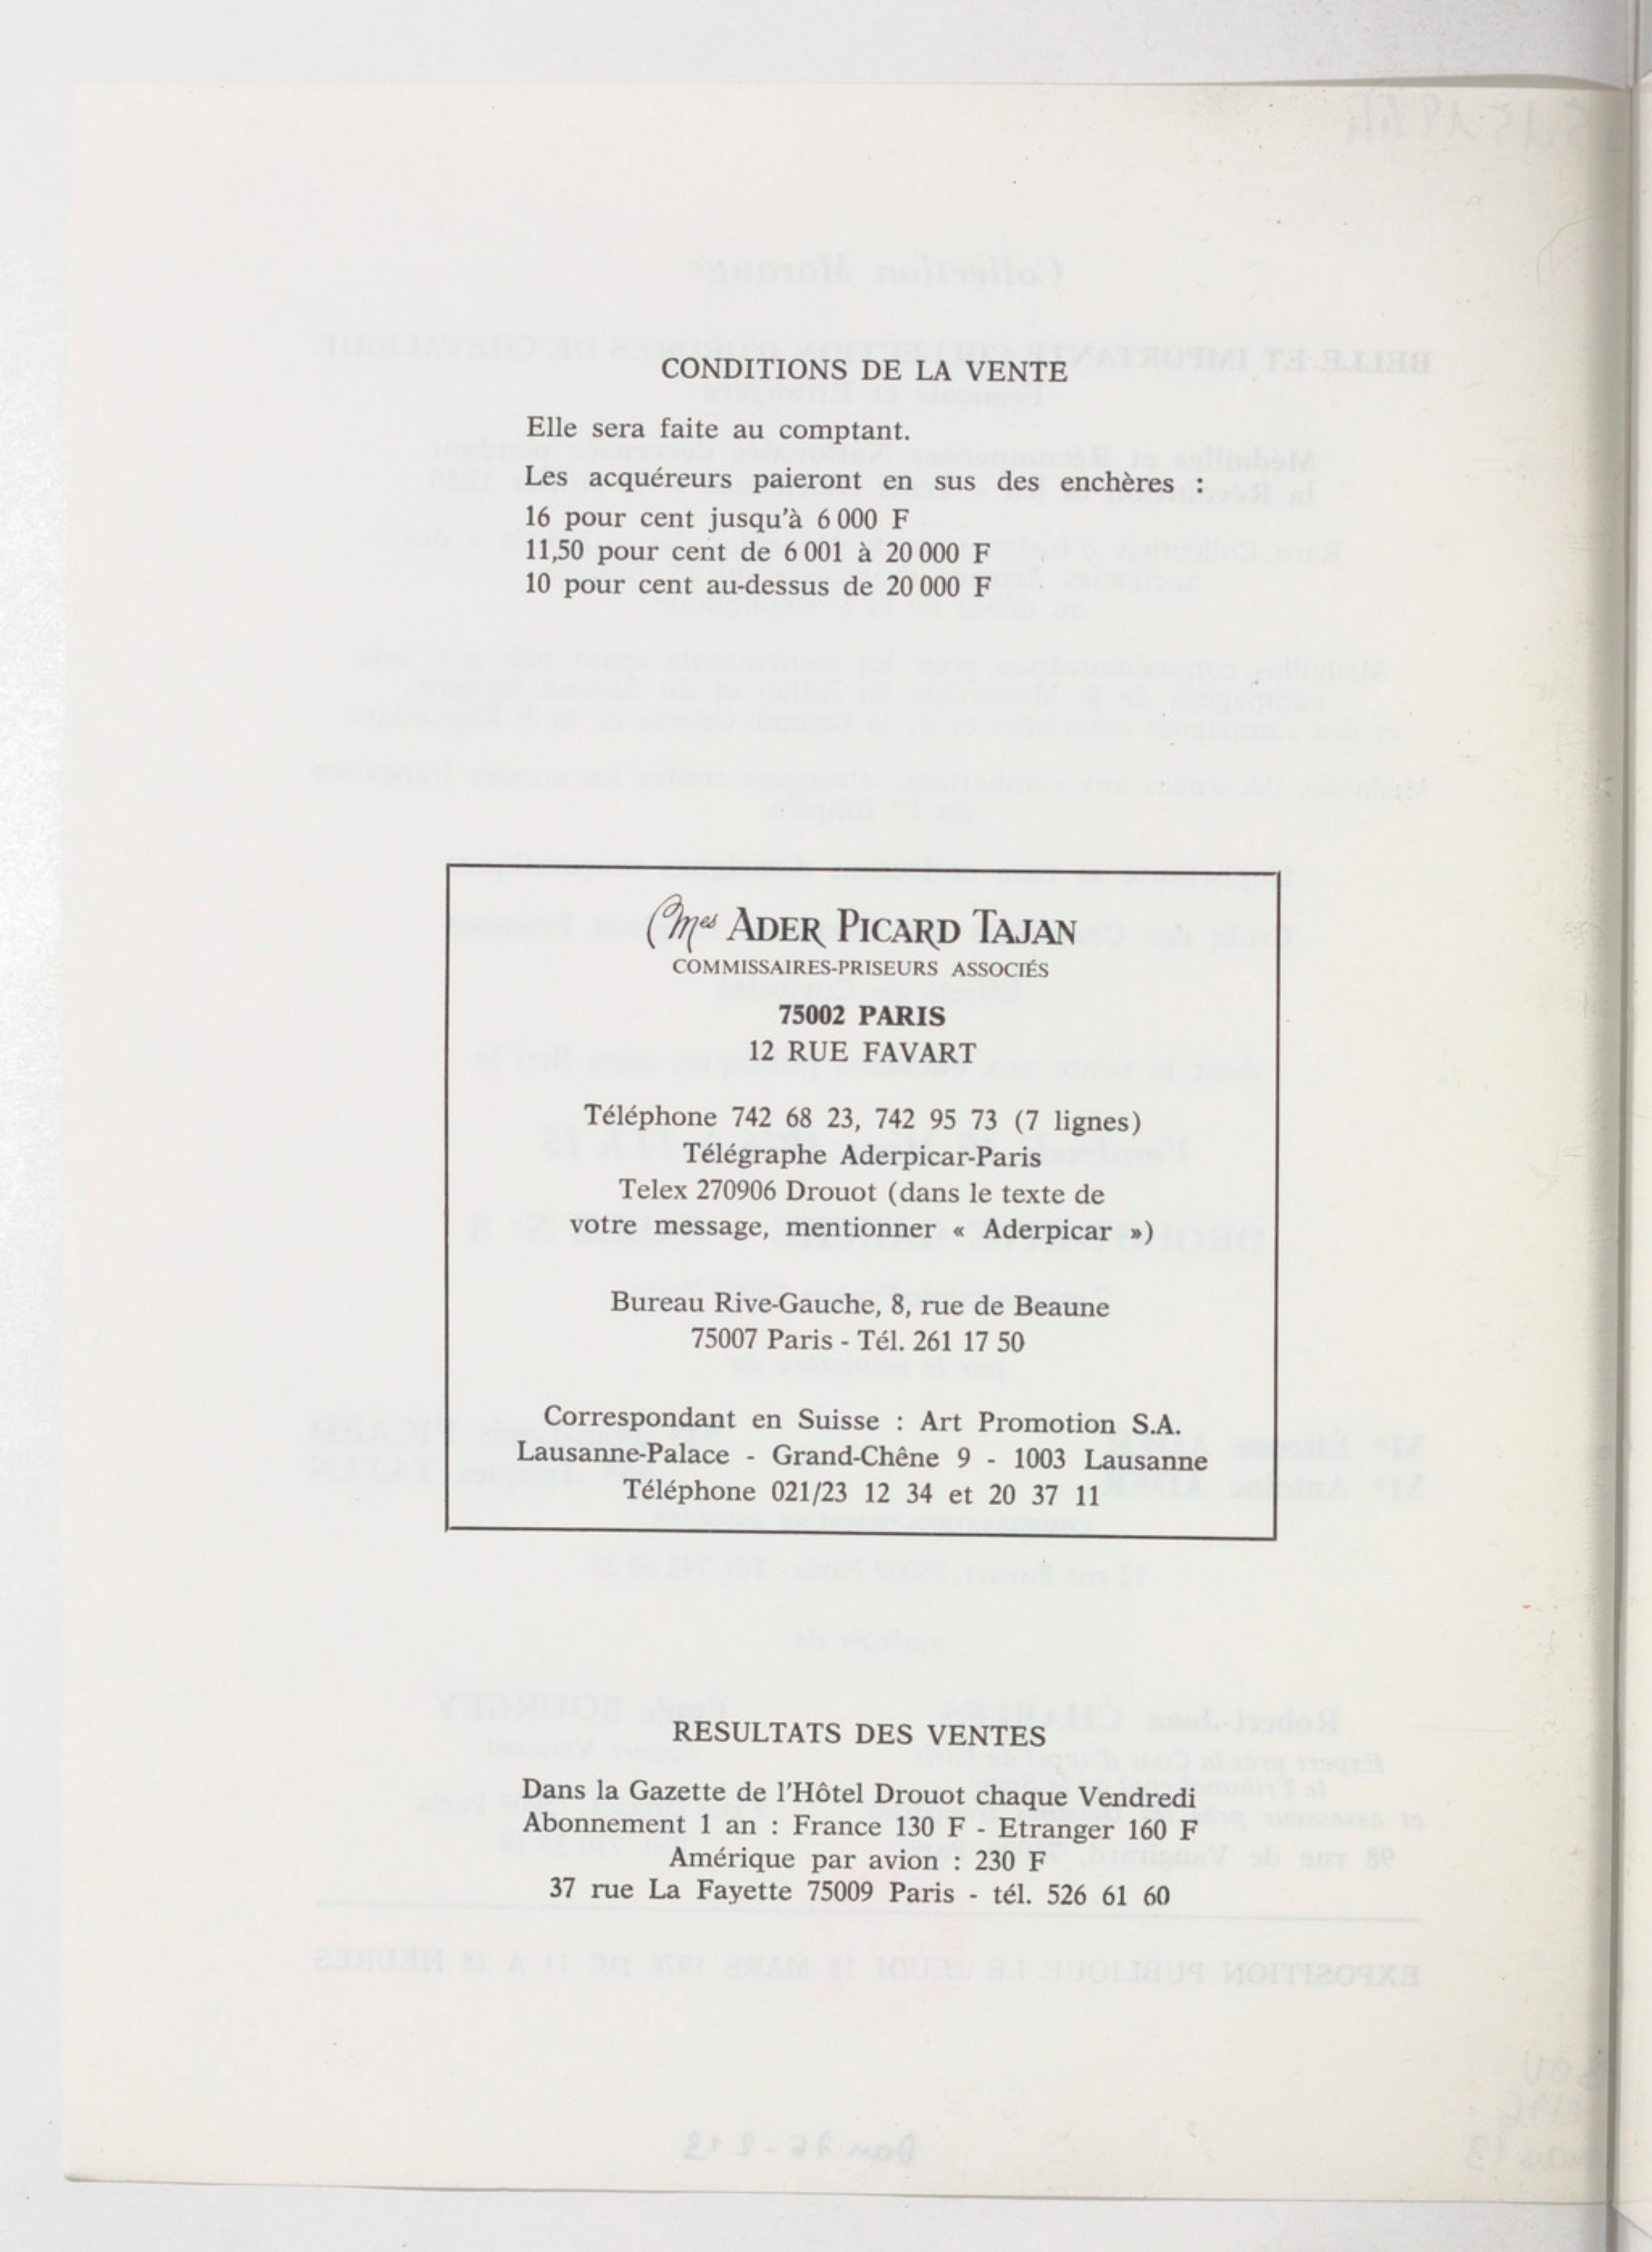 CONDITIONS DE LA VENTE
Elle sera faite au comptant.
Les acquéreurs paieront en sus des enchères :
16 pour cent jusqu'à 6 000 F
11,50 pour cent de 6 001 à 20 000 F
10 pour cent au-dessus de 20 000 F
Mes ADER PICARD TAJAN
COMMISSAIRES-PRISEURS ASSOCIÉS
75002 PARIS
12 RUE FAVART
Téléphone 742 68 23, 742 95 73 (7 lignes)
Télégraphe Aderpicar-Paris
Telex 270906 Drouot (dans le texte de
votre message, mentionner « Aderpicar »)
Bureau Rive-Gauche, 8, rue de Beaune
75007 Paris - Tél. 261 17 50
Correspondant en Suisse : Art Promotion S.A.
Lausanne-Palace - Grand-Chêne 9 - 1003 Lausanne
Téléphone 021/23 12 34 et 20 37 11
RESULTATS DES VENTES
Dans la Gazette de l'Hôtel Drouot chaque Vendredi
Abonnement 1 an : France 130 F - Etranger 160 F
Amérique par avion : 230 F
37 rue La Fayette 75009 Paris - tél. 526 61 60